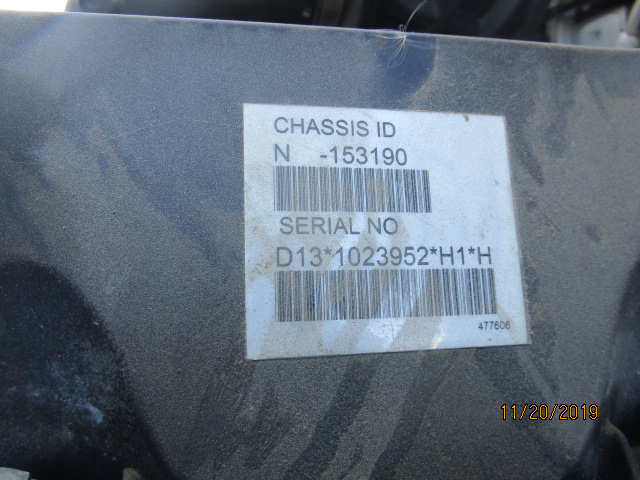 CHASSIS ID
N -153190
SERIAL NO
D13*1023952*H1*H
477606
11/20/2019